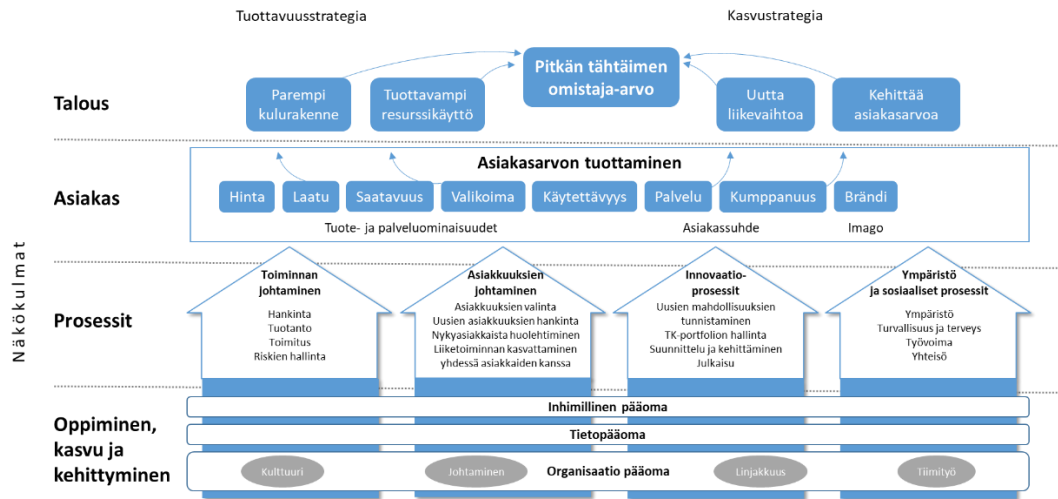 Tuottavuusstrategia
Kasvustrategia
Pitkän tähtäimen
omistaja-arvo
Talous
Parempi
kulurakenne
Tuottavampi
resurssikäyttö
Uutta
liikevaihtoa
Kehittää
asiakasarvoa
Asiakasarvon tuottaminen
Asiakas
Hinta
Laatu
Saatavuus
Valikoima
Käytettävyys
Palvelu
Kumppanuus
Brändi
Tuote- ja palveluominaisuudet
Asiakassuhde
Imago
Näkökulmat
Prosessit
Toiminnan
johtaminen
Hankinta
Tuotanto
Toimitus
Riskien hallinta
Asiakkuuksien
johtaminen
Asiakkuuksien valinta
Uusien asiakkuuksien hankinta
Nykyasiakkaista huolehtiminen
Liiketoiminnan kasvattaminen
yhdessä asiakkaiden kanssa
Innovaatio-
prosessit
Uusien mahdollisuuksien
tunnistaminen
TK-portfolion hallinta
Suunnittelu ja kehittäminen
Julkaisu
Ympäristö
ja sosiaaliset prosessit
Ympäristö
Turvallisuus ja terveys
Työvoima
Yhteisö
Oppiminen,
kasvu ja
kehittyminen
Inhimillinen pääoma
Tietopääoma
Kulttuuri
Johtaminen
Organisaatio pääoma
Linjakkuus
Tiimityö